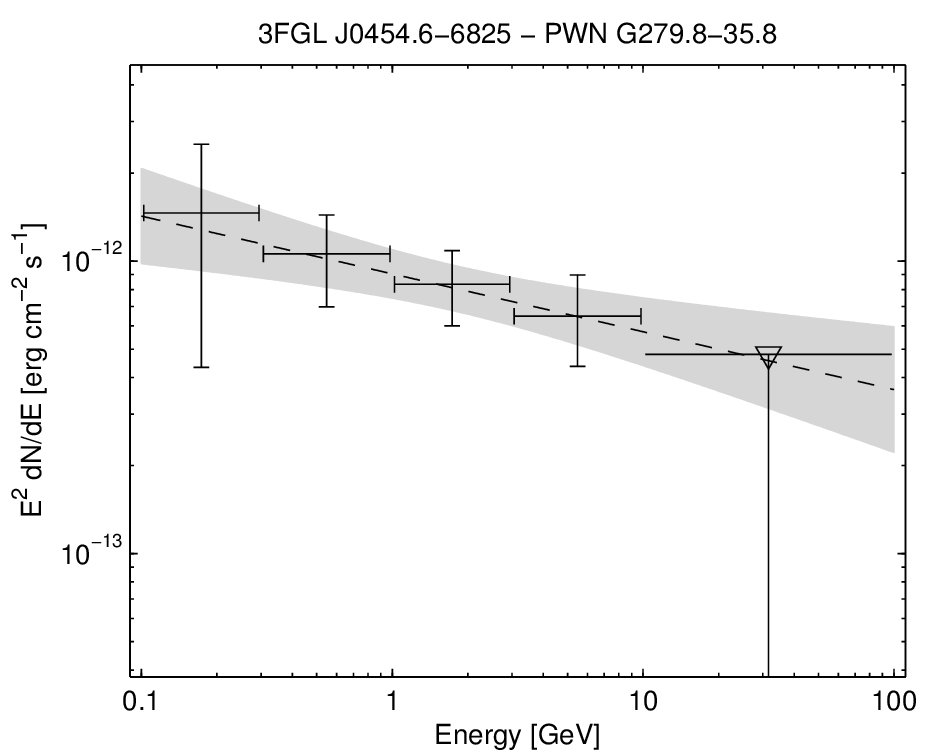 3FGL J0454.6−6825 − PWN G279.8−35.8
E² dN/dE [erg cm⁻² s⁻¹]
10⁻¹²
10⁻¹³
0.1 1 10 100
Energy [GeV]